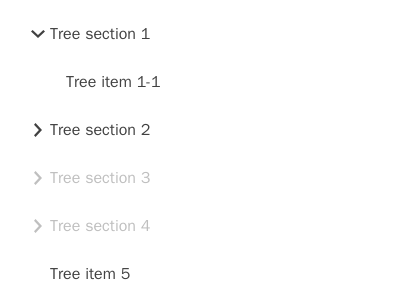 Tree section 1
Tree item 1-1
Tree section 2
Tree section 3
Tree section 4
Tree item 5